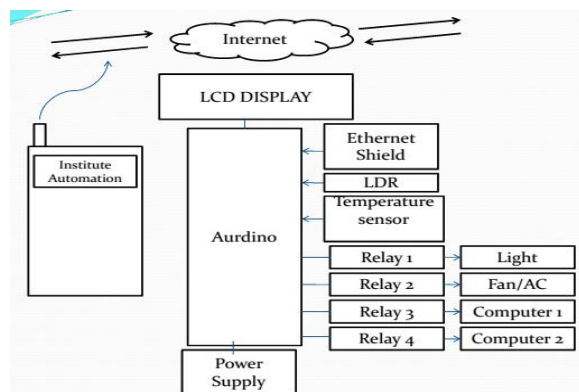 Internet
LCD DISPLAY
Institute
Automation
Aurdino
Ethernet
Shield
LDR
Temperature
sensor
Relay 1
Light
Relay 2
Fan/AC
Relay 3
Computer 1
Relay 4
Computer 2
Power
Supply